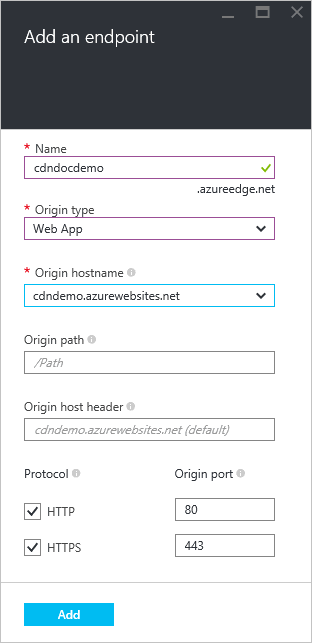 Add an endpoint
* Name
cdndocdemo
.azureedge.net
* Origin type
Web App
* Origin hostname
cdndemo.azurewebsites.net
Origin path
/Path
Origin host header
cdndemo.azurewebsites.net (default)
Protocol Origin port
HTTP 80
HTTPS 443
Add